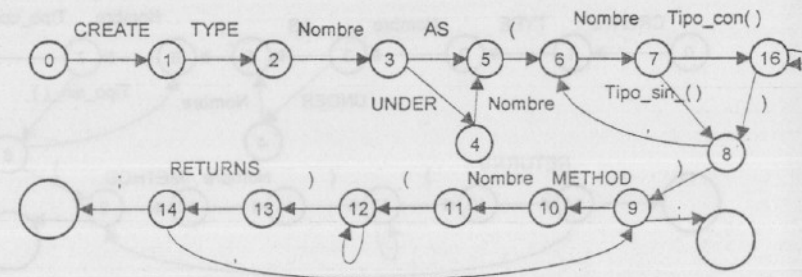 CREATE TYPE Nombre AS ( Nombre Tipo_con()
0 1 2 3 5 6 7 16
UNDER Nombre Tipo_sin_() )
4 , 8
; RETURNS ) ( Nombre METHOD )
14 13 12 11 10 9